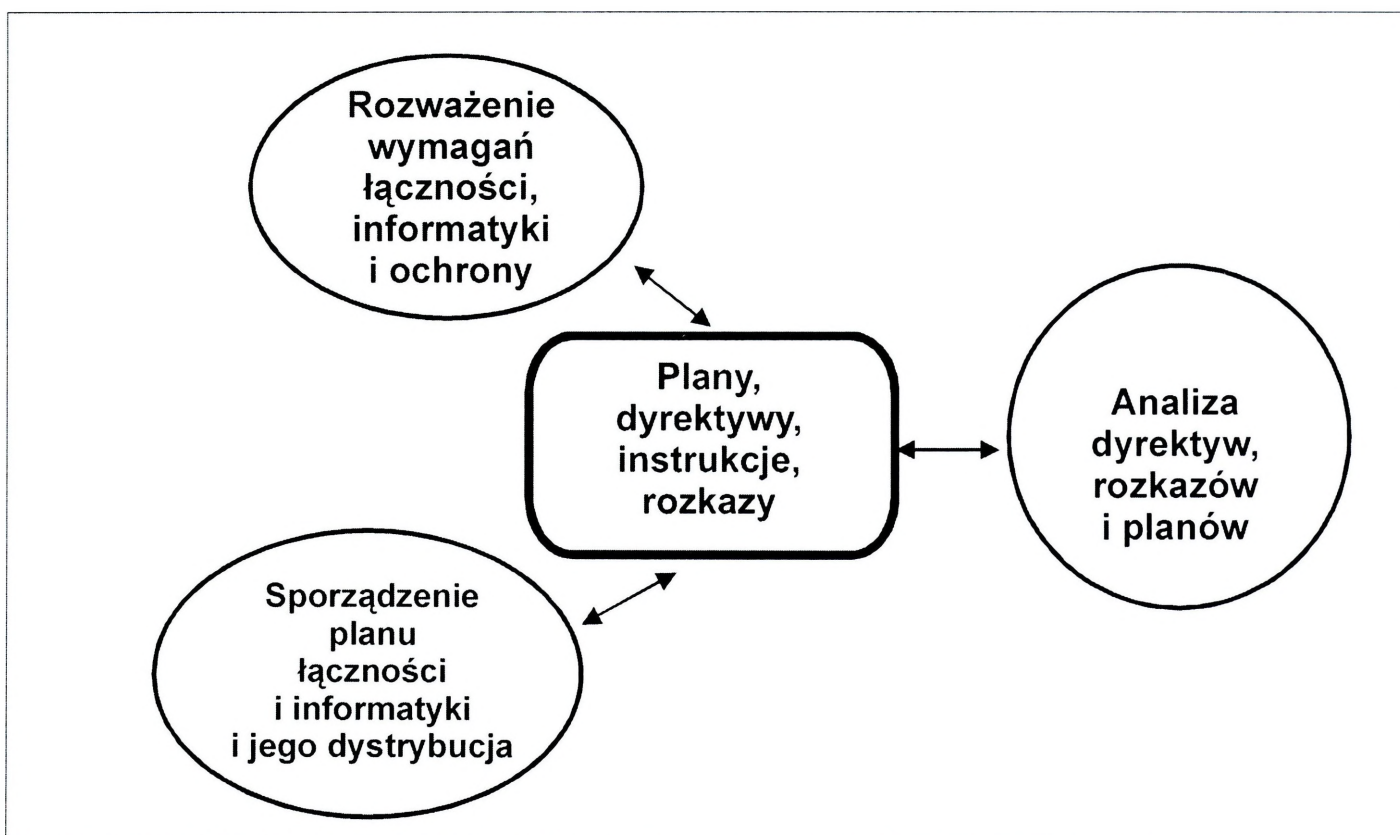 Rozważenie
wymagań
łączności,
informatyki
i ochrony
Plany,
dyrektywy,
instrukcje,
rozkazy
Analiza
dyrektyw,
rozkazów
i planów
Sporządzenie
planu
łączności
i informatyki
i jego dystrybucja